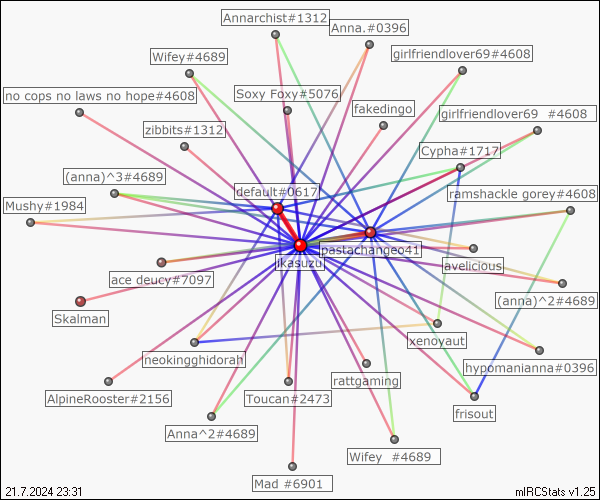 Annarchist#1312
Anna.#0396
Wifey#4689
girlfriendlover69#4608
no cops no laws no hope#4608
Soxy Foxy#5076
fakedingo
girlfriendlover69 #4608
zibbits#1312
Cypha#1717
(anna)^3#4689
default#0617
ramshackle gorey#4608
Mushy#1984
pastachangeo41
ikasuzu
avelicious
ace deucy#7097
(anna)^2#4689
Skalman
xenoyaut
neokingghidorah
hypomanianna#0396
rattgaming
AlpineRooster#2156
Toucan#2473
frisout
Anna^2#4689
Wifey #4689
Mad #6901
21.7.2024 23:31
mIRCStats v1.25